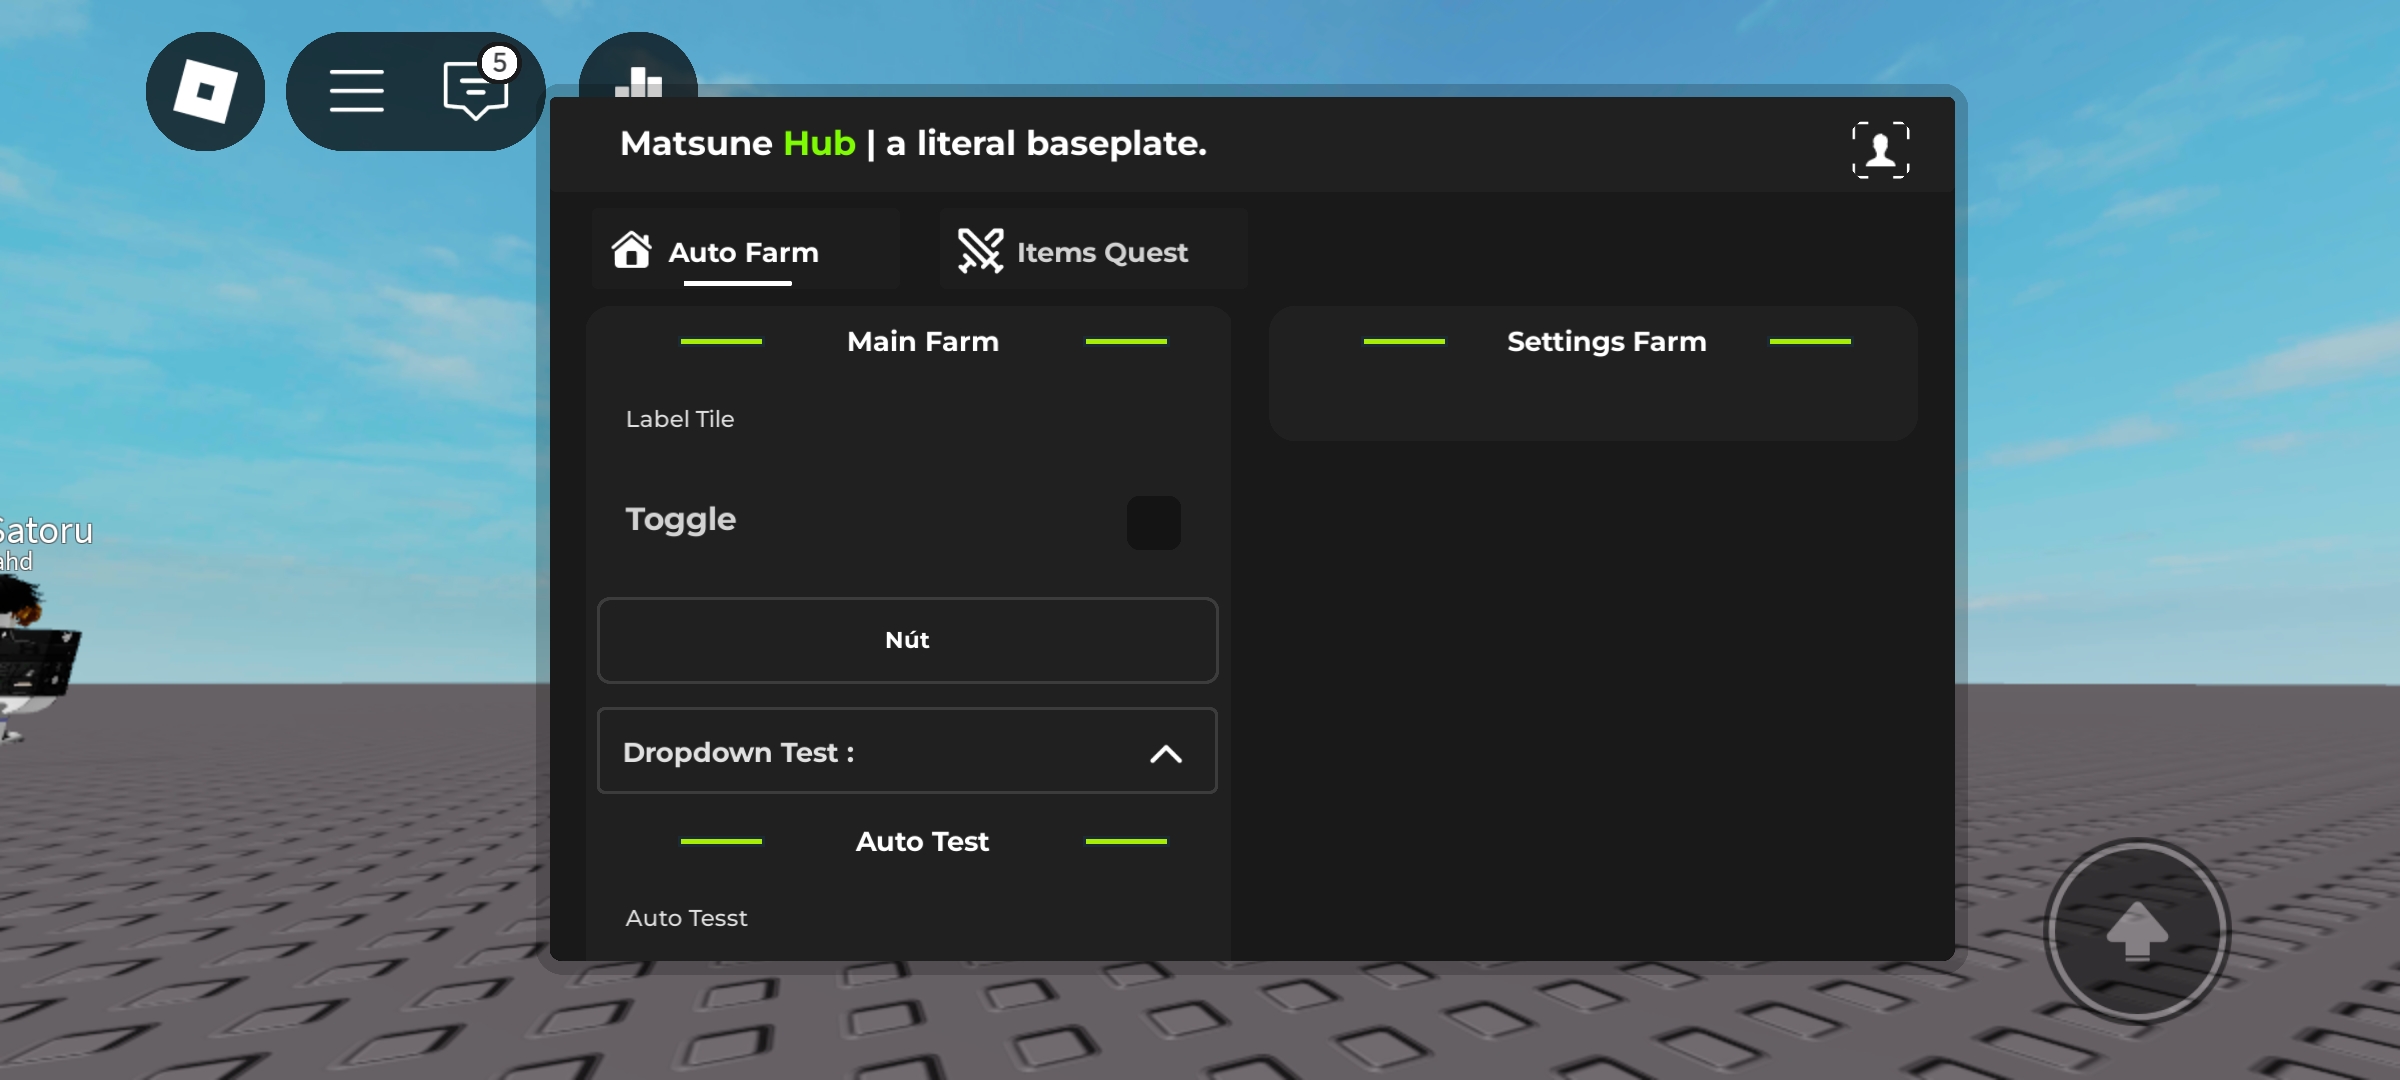 5
Matsune Hub | a literal baseplate.
Auto Farm
Items Quest
Main Farm
Label Tile
Toggle
Nút
Dropdown Test :
Auto Test
Auto Tesst
Settings Farm
Satoru
ahd